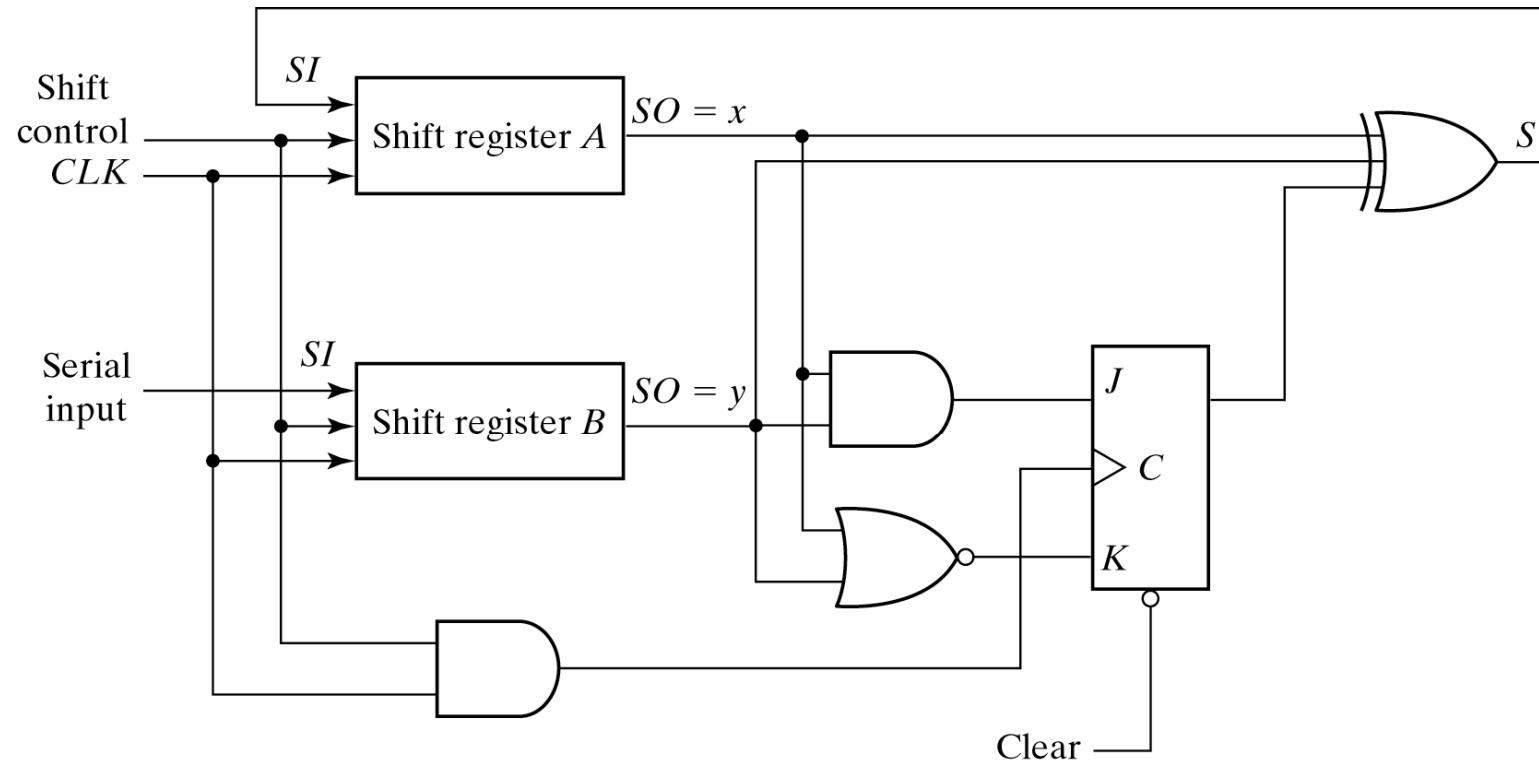 SI
Shift
control
CLK
Shift register A
SO = x
S
Serial
input
SI
Shift register B
SO = y
J
C
K
Clear